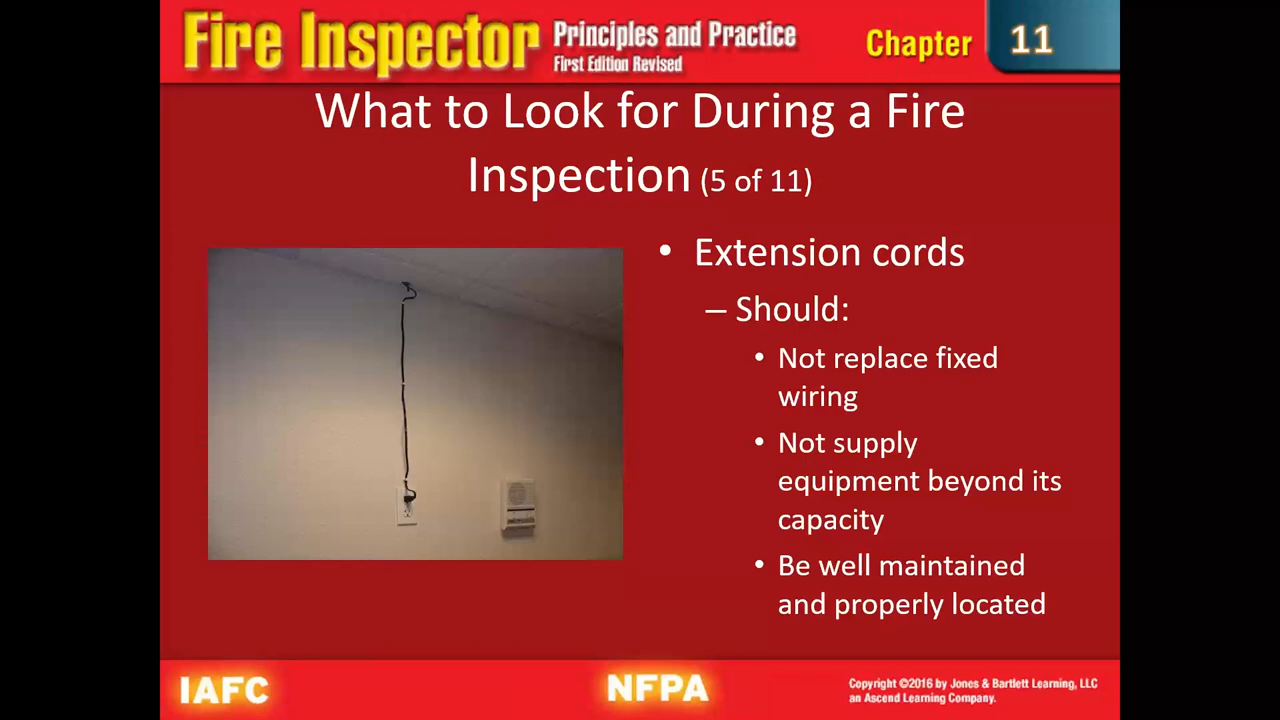 Fire Inspector
Principles and Practice
First Edition Revised
Chapter 11
What to Look for During a Fire
Inspection (5 of 11)
• Extension cords
– Should:
• Not replace fixed
wiring
• Not supply
equipment beyond its
capacity
• Be well maintained
and properly located
IAFC
NFPA
Copyright ©2016 by Jones & Bartlett Learning, LLC
an Ascend Learning Company.